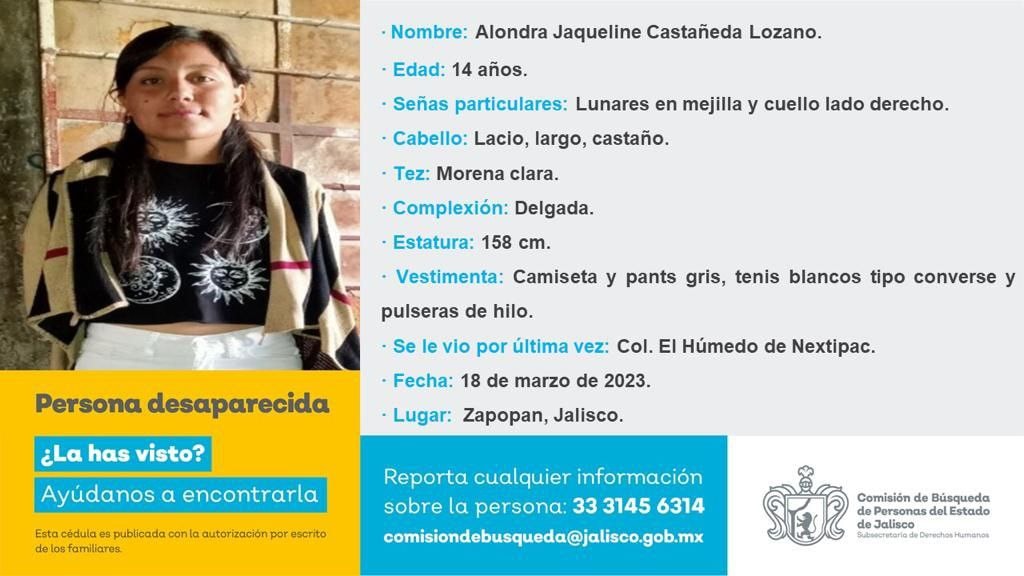 · Nombre: Alondra Jaqueline Castañeda Lozano.
· Edad: 14 años.
· Señas particulares: Lunares en mejilla y cuello lado derecho.
· Cabello: Lacio, largo, castaño.
· Tez: Morena clara.
· Complexión: Delgada.
· Estatura: 158 cm.
· Vestimenta: Camiseta y pants gris, tenis blancos tipo converse y
pulseras de hilo.
· Se le vio por última vez: Col. El Húmedo de Nextipac.
· Fecha: 18 de marzo de 2023.
· Lugar: Zapopan, Jalisco.
Persona desaparecida
¿La has visto?
Ayúdanos a encontrarla
Esta cédula es publicada con la autorización por escrito
de los familiares.
Reporta cualquier información
sobre la persona: 33 3145 6314
comisiondebusqueda@jalisco.gob.mx
Comisión de Búsqueda
de Personas del Estado
de Jalisco
Subsecretaría de Derechos Humanos